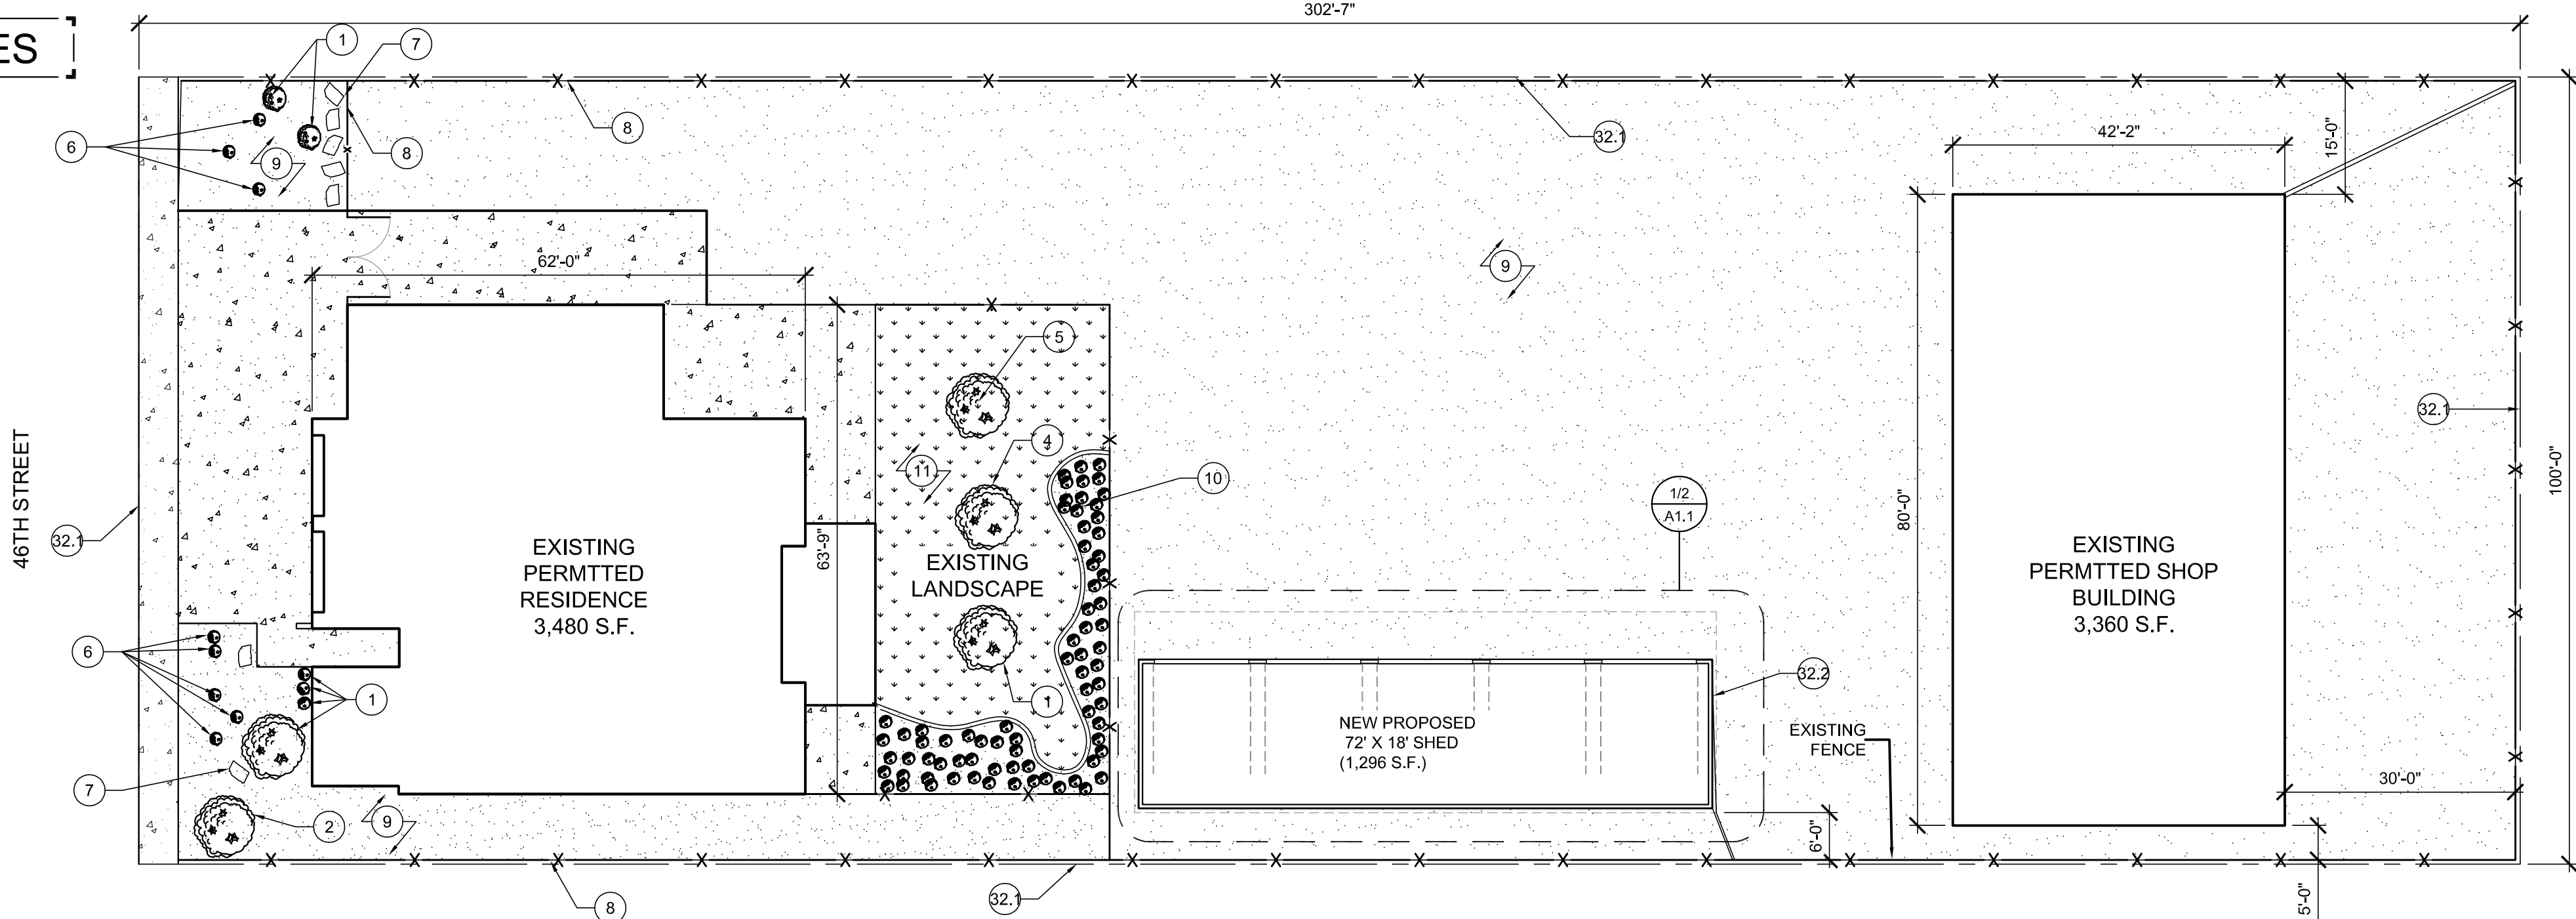 302'-7"
ES
1
7
8
32.1
6
9
8
42'-2"
15'-0"
62'-0"
9
5
32.1
4
11
10
1/2
A1.1
100'-0"
80'-0"
46TH STREET
32.1
63'-9"
EXISTING
PERMTTED
RESIDENCE
3,480 S.F.
EXISTING
LANDSCAPE
EXISTING
PERMTTED SHOP
BUILDING
3,360 S.F.
6
1
1
32.2
NEW PROPOSED
72' X 18' SHED
(1,296 S.F.)
EXISTING
FENCE
7
2
9
30'-0"
6'-0"
32.1
8
5'-0"